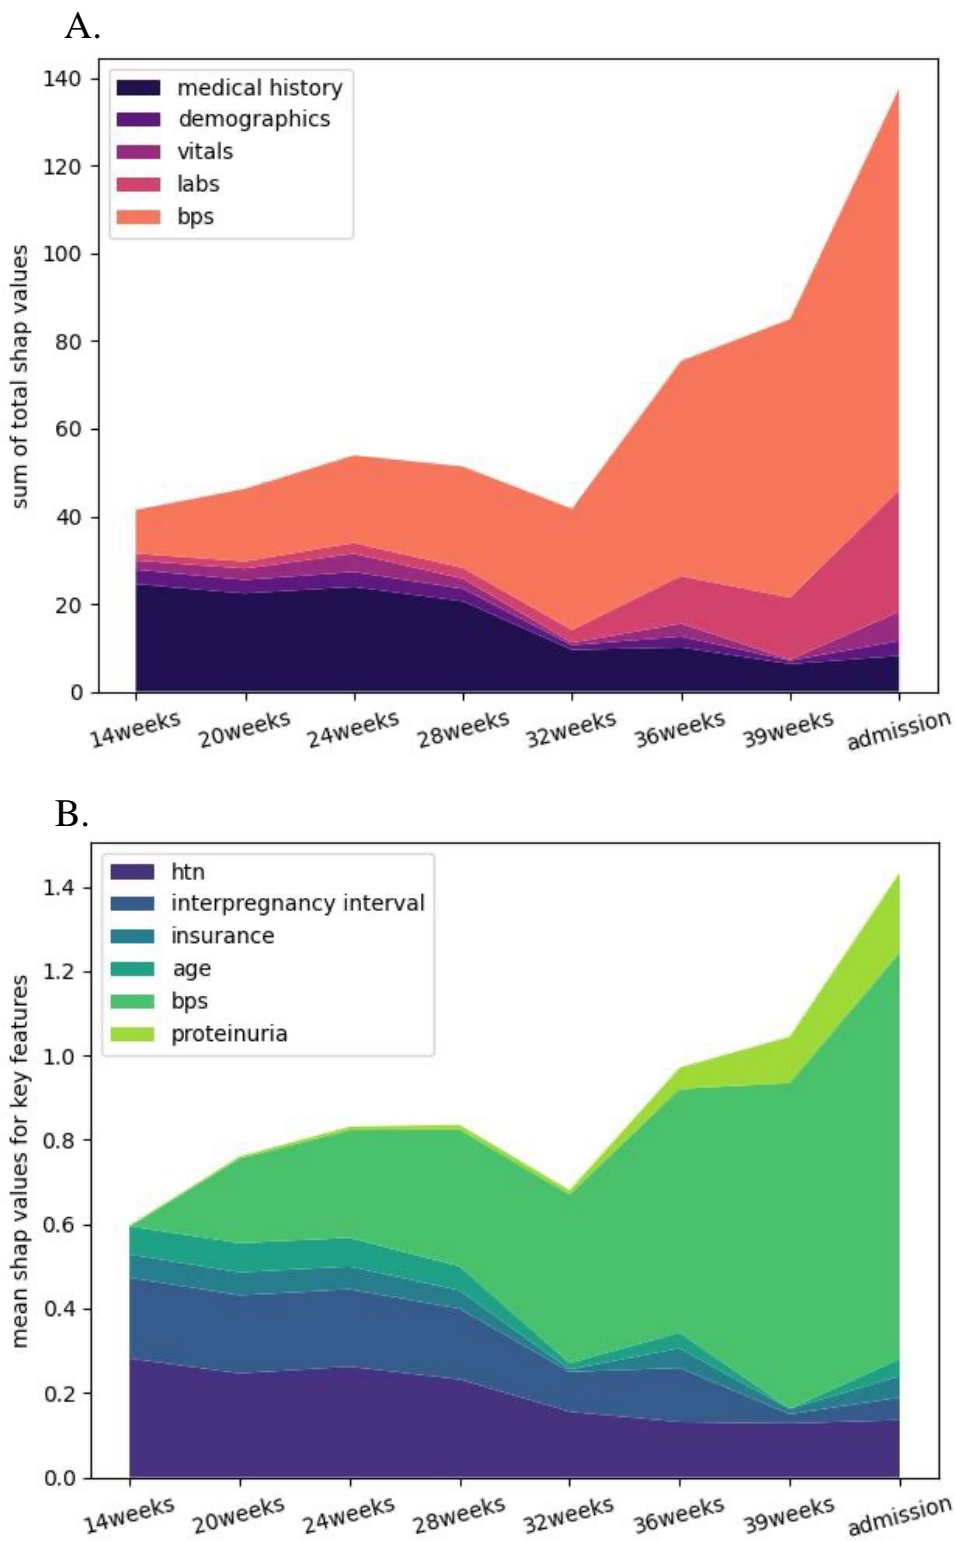 A.
140
120
100
80
60
40
20
0
sum of total shap values
medical history
demographics
vitals
labs
bps
14weeks 20weeks 24weeks 28weeks 32weeks 36weeks 39weeks admission
B.
1.4
1.2
1.0
0.8
0.6
0.4
0.2
0.0
mean shap values for key features
htn
interpregnancy interval
insurance
age
bps
proteinuria
14weeks 20weeks 24weeks 28weeks 32weeks 36weeks 39weeks admission